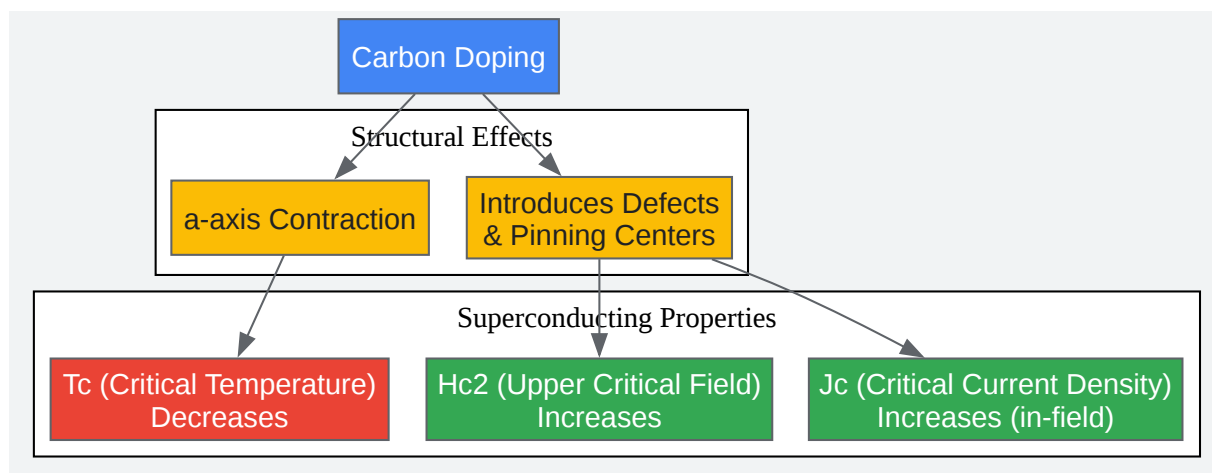 Carbon Doping
Structural Effects
a-axis Contraction
Introduces Defects
& Pinning Centers
Superconducting Properties
Tc (Critical Temperature)
Decreases
Hc2 (Upper Critical Field)
Increases
Jc (Critical Current Density)
Increases (in-field)